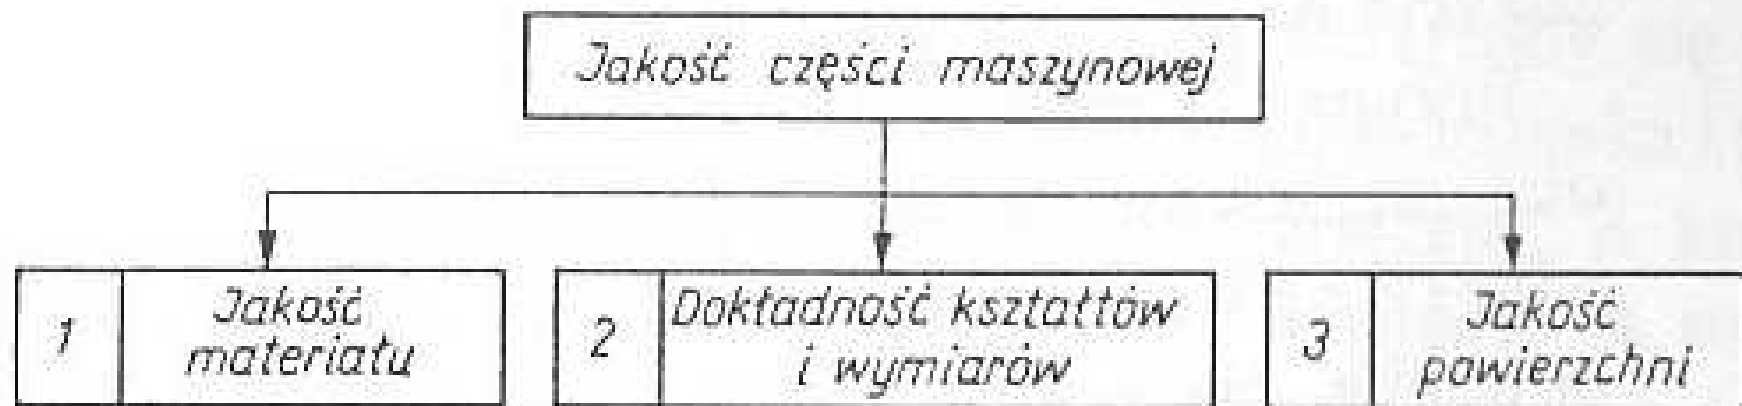 Jakość części maszynowej
1
Jakość
materiału
2
Dokładność kształtów
i wymiarów
3
Jakość
powierzchni